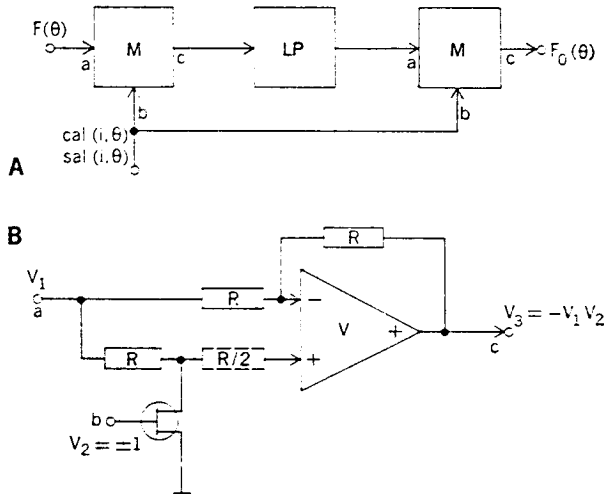 F(θ)
M
LP
M
F₀(θ)
a
c
a
c
b
b
cal (i,θ)
sal (i,θ)
A
B
R
V₁
a
R
−
V
+
V₃ = −V₁ V₂
c
R
R/2
+
b
V₂ = ±1